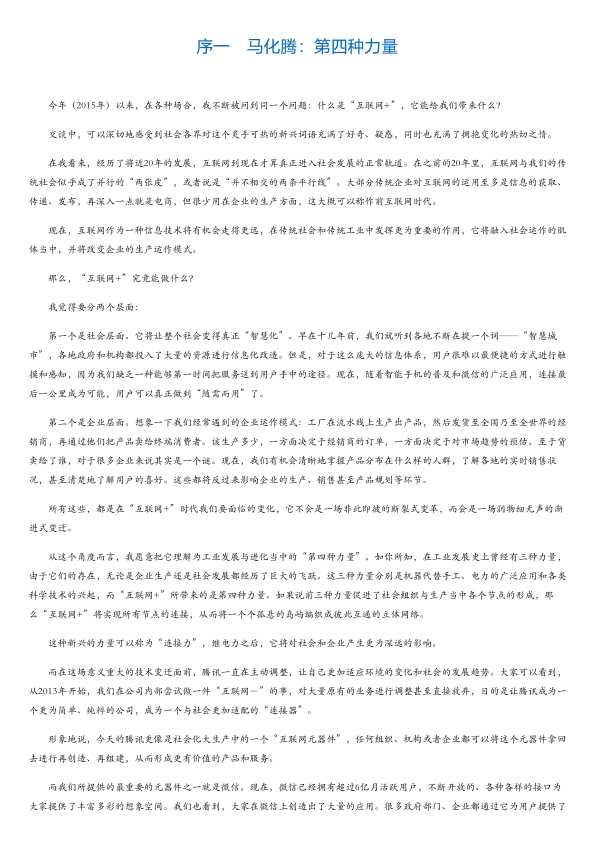 序一　马化腾：第四种力量
今年（2015年）以来，在各种场合，我不断被问到同一个问题：什么是“互联网+”，它能给我们带来什么？
交谈中，可以深切地感受到社会各界对这个炙手可热的新兴词语充满了好奇、疑惑，同时也充满了拥抱变化的热切之情。
在我看来，经历了将近20年的发展，互联网到现在才算真正进入社会发展的正常轨道。在之前的20年里，互联网与我们的传
统社会似乎成了并行的“两张皮”，或者说是“并不相交的两条平行线”。大部分传统企业对互联网的运用至多是信息的获取、
传递、发布，再深入一点就是电商，但很少用在企业的生产方面，这大概可以称作前互联网时代。
现在，互联网作为一种信息技术将有机会走得更远，在传统社会和传统工业中发挥更为重要的作用，它将融入社会运作的肌
体当中，并将改变企业的生产运作模式。
那么，“互联网+”究竟能做什么？
我觉得要分两个层面：
第一个是社会层面。它将让整个社会变得真正“智慧化”。早在十几年前，我们就听到各地不断在提一个词——“智慧城
市”，各地政府和机构都投入了大量的资源进行信息化改造。但是，对于这么庞大的信息体系，用户很难以最便捷的方式进行触
摸和感知，因为我们缺乏一种能够第一时间把服务送到用户手中的途径。现在，随着智能手机的普及和微信的广泛应用，连接最
后一公里成为可能，用户可以真正做到“随需而用”了。
第二个是企业层面。想象一下我们经常遇到的企业运作模式：工厂在流水线上生产出产品，然后发货至全国乃至全世界的经
销商，再通过他们把产品卖给终端消费者。该生产多少，一方面决定于经销商的订单，一方面决定于对市场趋势的预估。至于货
卖给了谁，对于很多企业来说其实是一个谜。现在，我们有机会清晰地掌握产品分布在什么样的人群，了解各地的实时销售状
况，甚至清楚地了解用户的喜好。这些都将反过来影响企业的生产、销售甚至产品规划等环节。
所有这些，都是在“互联网+”时代我们要面临的变化，它不会是一场非此即彼的断裂式变革，而会是一场润物细无声的渐
进式变迁。
从这个角度而言，我愿意把它理解为工业发展与进化当中的“第四种力量”。如你所知，在工业发展史上曾经有三种力量，
由于它们的存在，无论是企业生产还是社会发展都经历了巨大的飞跃。这三种力量分别是机器代替手工、电力的广泛应用和各类
科学技术的兴起，而“互联网+”所带来的是第四种力量。如果说前三种力量促进了社会组织与生产当中各个节点的形成，那
么“互联网+”将实现所有节点的连接，从而将一个个孤悬的岛屿编织成彼此互通的立体网络。
这种新兴的力量可以称为“连接力”，继电力之后，它将对社会和企业产生更为深远的影响。
而在这场意义重大的技术变迁面前，腾讯一直在主动调整，让自己更加适应环境的变化和社会的发展趋势。大家可以看到，
从2013年开始，我们在公司内部尝试做一件“互联网－”的事，对大量原有的业务进行调整甚至直接放弃，目的是让腾讯成为一
个更为简单、纯粹的公司，成为一个与社会更加适配的“连接器”。
形象地说，今天的腾讯更像是社会化大生产中的一个“互联网元器件”，任何组织、机构或者企业都可以将这个元器件拿回
去进行再创造、再组建，从而形成更有价值的产品和服务。
而我们所提供的最重要的元器件之一就是微信。现在，微信已经拥有超过6亿月活跃用户，不断开放的、各种各样的接口为
大家提供了丰富多彩的想象空间。我们也看到，大家在微信上创造出了大量的应用。很多政府部门、企业都通过它为用户提供了